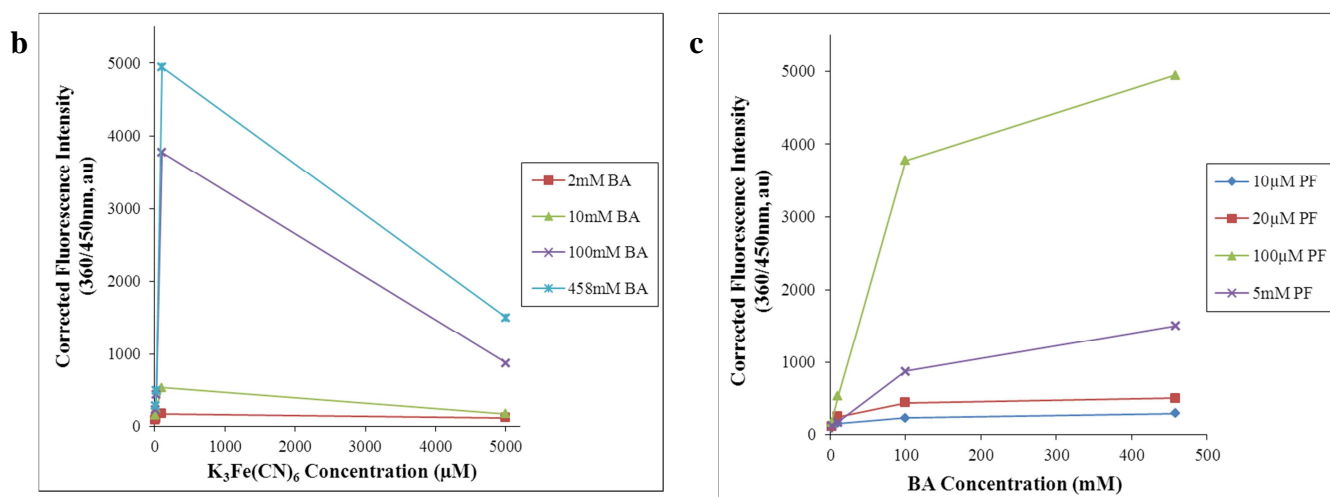 b
Corrected Fluorescence Intensity
(360/450nm, au)
5000
4000
3000
2000
1000
0
0
1000
2000
3000
4000
5000
K₃Fe(CN)₆ Concentration (µM)
2mM BA
10mM BA
100mM BA
458mM BA
c
Corrected Fluorescence Intensity
(360/450nm, au)
5000
4000
3000
2000
1000
0
0
100
200
300
400
500
BA Concentration (mM)
10µM PF
20µM PF
100µM PF
5mM PF